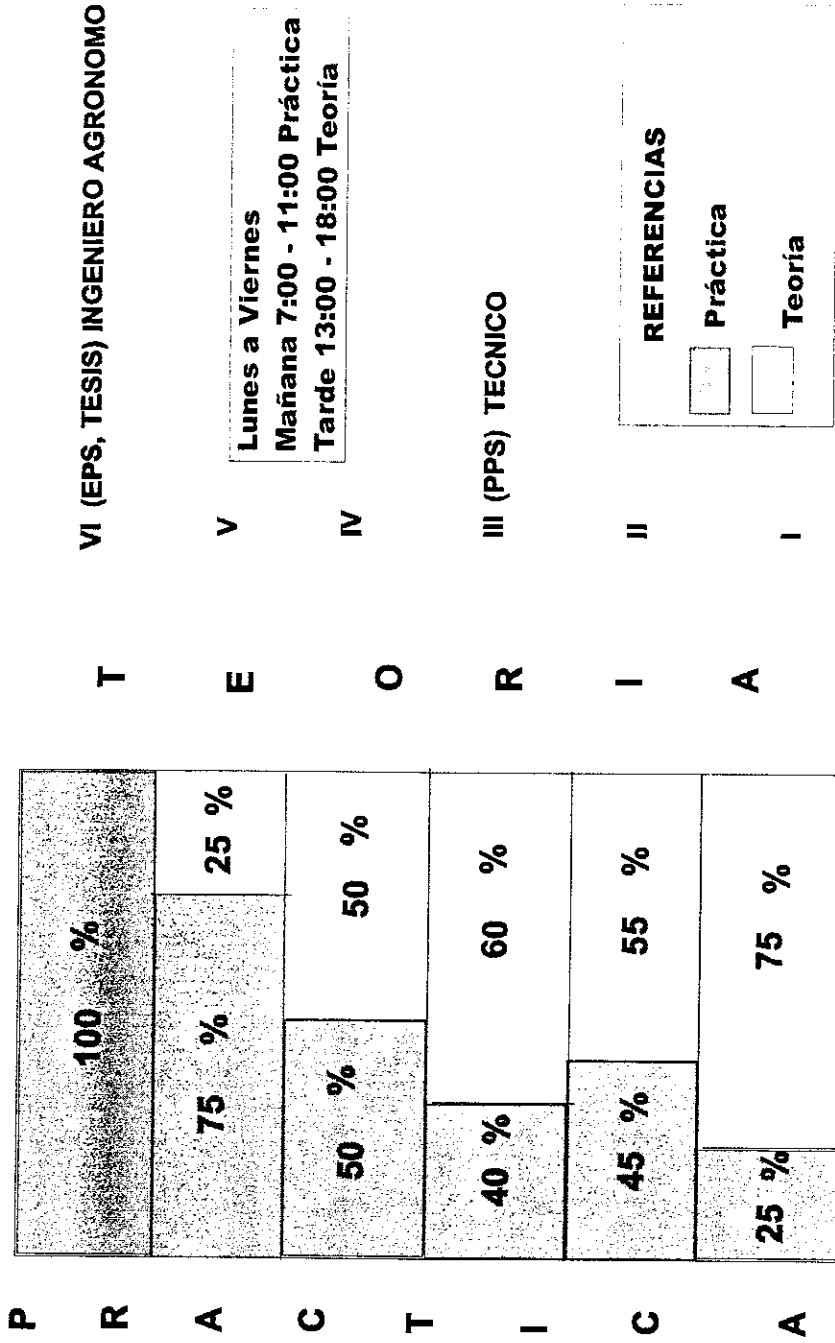 P
R
A
C
T
I
C
A
100 %
75 % 25 %
50 % 50 %
40 % 60 %
45 % 55 %
25 % 75 %
T
E
O
R
I
A
VI (EPS, TESIS) INGENIERO AGRONOMO
V
IV
III (PPS) TECNICO
II
I
Lunes a Viernes
Mañana 7:00 - 11:00 Práctica
Tarde 13:00 - 18:00 Teoría
REFERENCIAS
Práctica
Teoría